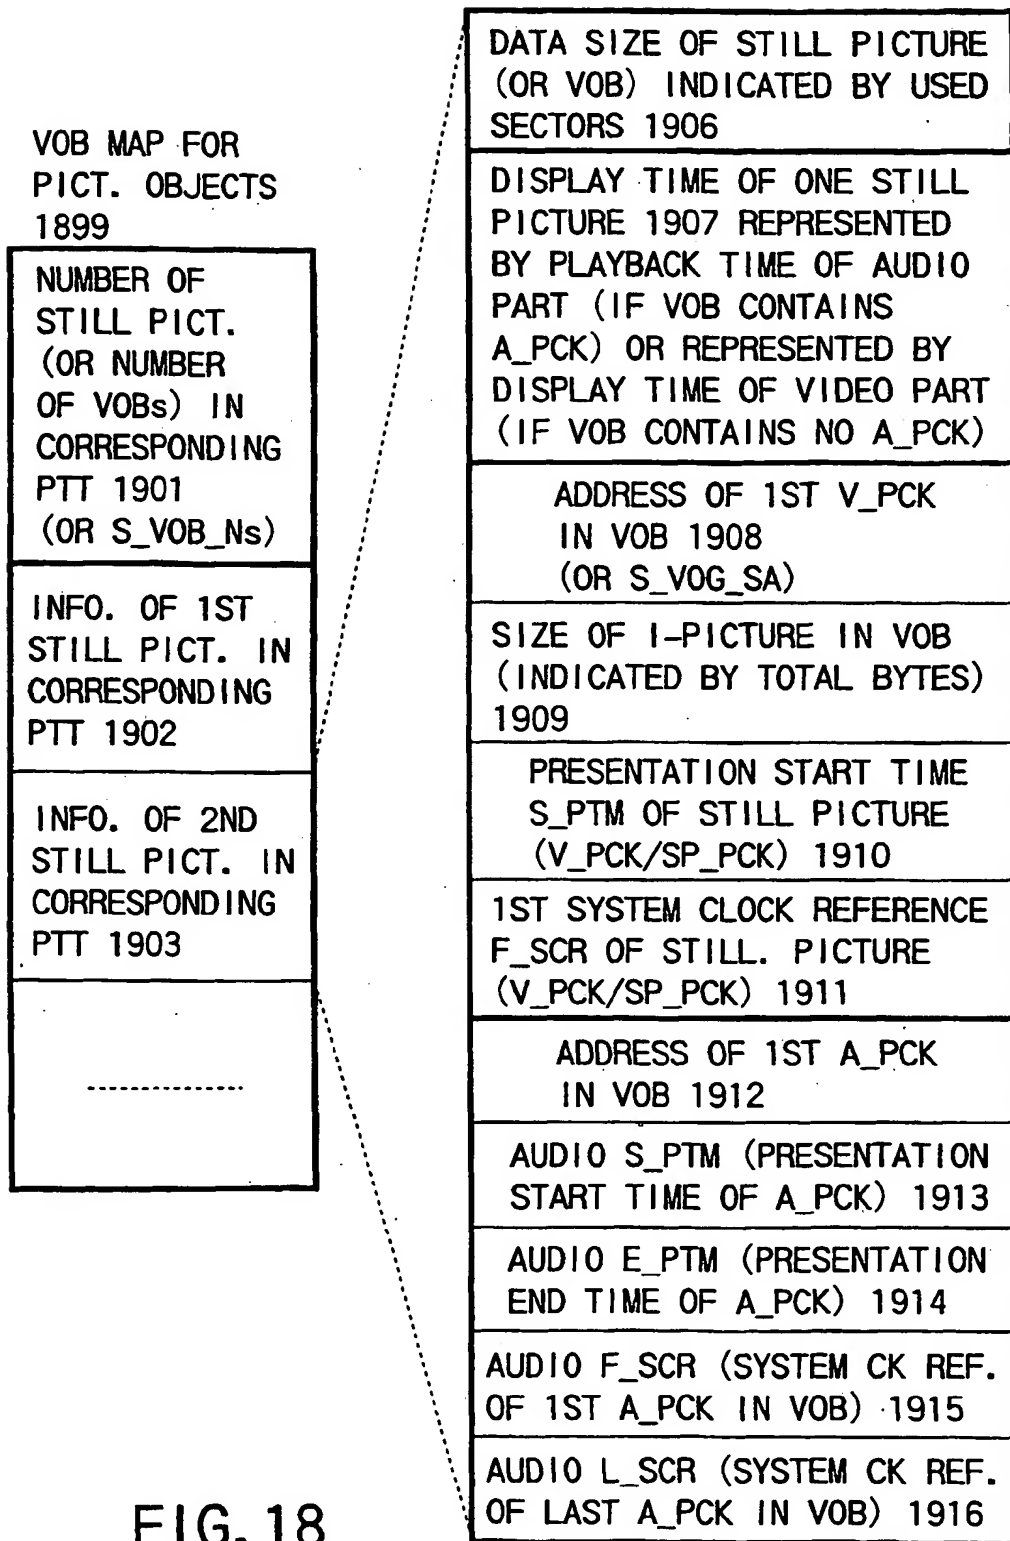 VOB MAP FOR
PICT. OBJECTS
1899
NUMBER OF
STILL PICT.
(OR NUMBER
OF VOBs) IN
CORRESPONDING
PTT 1901
(OR S_VOB_Ns)
INFO. OF 1ST
STILL PICT. IN
CORRESPONDING
PTT 1902
INFO. OF 2ND
STILL PICT. IN
CORRESPONDING
PTT 1903
DATA SIZE OF STILL PICTURE
(OR VOB) INDICATED BY USED
SECTORS 1906
DISPLAY TIME OF ONE STILL
PICTURE 1907 REPRESENTED
BY PLAYBACK TIME OF AUDIO
PART (IF VOB CONTAINS
A_PCK) OR REPRESENTED BY
DISPLAY TIME OF VIDEO PART
(IF VOB CONTAINS NO A_PCK)
ADDRESS OF 1ST V_PCK
IN VOB 1908
(OR S_VOG_SA)
SIZE OF I-PICTURE IN VOB
(INDICATED BY TOTAL BYTES)
1909
PRESENTATION START TIME
S_PTM OF STILL PICTURE
(V_PCK/SP_PCK) 1910
1ST SYSTEM CLOCK REFERENCE
F_SCR OF STILL. PICTURE
(V_PCK/SP_PCK) 1911
ADDRESS OF 1ST A_PCK
IN VOB 1912
AUDIO S_PTM (PRESENTATION
START TIME OF A_PCK) 1913
AUDIO E_PTM (PRESENTATION
END TIME OF A_PCK) 1914
AUDIO F_SCR (SYSTEM CK REF.
OF 1ST A_PCK IN VOB) 1915
AUDIO L_SCR (SYSTEM CK REF.
OF LAST A_PCK IN VOB) 1916
FIG. 18